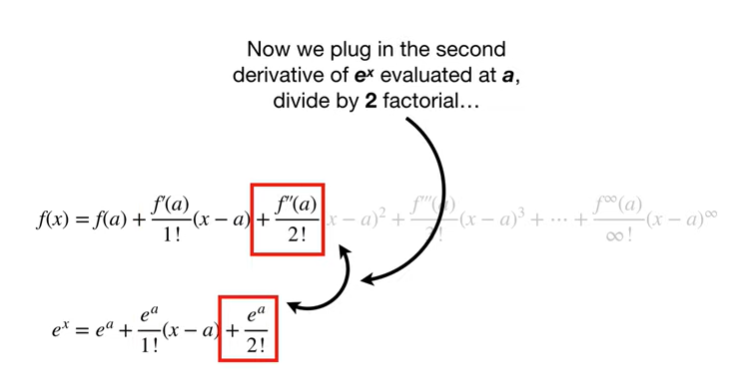 Now we plug in the second
derivative of eˣ evaluated at a,
divide by 2 factorial…
f(x) = f(a) + f′(a)/1! (x − a) + f″(a)/2! (x − a)² + f‴(a)/3! (x − a)³ + ⋯ + f^∞(a)/∞! (x − a)^∞
eˣ = eᵃ + eᵃ/1! (x − a) + eᵃ/2!